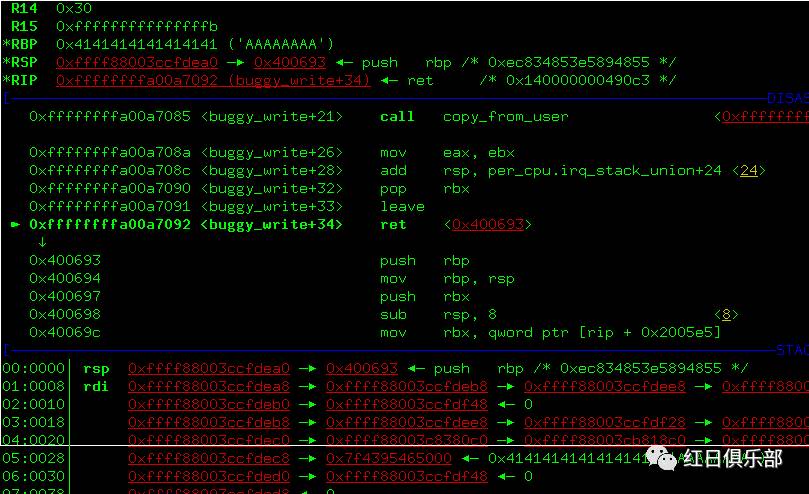 R14  0x30
R15  0xfffffffffffffffb
*RBP  0x4141414141414141 ('AAAAAAAA')
*RSP  0xffff88003ccfdea0 → 0x400693 ← push   rbp /* 0xec834853e5894855 */
*RIP  0xffffffffa00a7092 (buggy_write+34) ← ret    /* 0x140000000490c3 */
[ DISAS
0xffffffffa00a7085 <buggy_write+21>    call   copy_from_user    <0xffffffff
0xffffffffa00a708a <buggy_write+26>    mov    eax, ebx
0xffffffffa00a708c <buggy_write+28>    add    rsp, per_cpu.irq_stack_union+24 <24>
0xffffffffa00a7090 <buggy_write+32>    pop    rbx
0xffffffffa00a7091 <buggy_write+33>    leave
► 0xffffffffa00a7092 <buggy_write+34>    ret    <0x400693>
↓
0x400693    push   rbp
0x400694    mov    rbp, rsp
0x400697    push   rbx
0x400698    sub    rsp, 8    <8>
0x40069c    mov    rbx, qword ptr [rip + 0x2005e5]
[ STAC
00:0000│ rsp  0xffff88003ccfdea0 → 0x400693 ← push   rbp /* 0xec834853e5894855 */
01:0008│ rdi  0xffff88003ccfdea8 → 0xffff88003ccfdeb8 → 0xffff88003ccfdee8 → 0xffff8800
02:0010│      0xffff88003ccfdeb0 → 0xffff88003ccfdf48 ← 0
03:0018│      0xffff88003ccfdeb8 → 0xffff88003ccfdee8 → 0xffff88003ccfdf28 → 0xffff8800
04:0020│      0xffff88003ccfdec0 → 0xffff88003c8380c0 →
05:0028│      0xffff88003ccfdec8 → 0x7f4395465000 ←
06:0030│      0xffff88003ccfded0 → 0xffff88003ccfdf48 ← 0
红日俱乐部